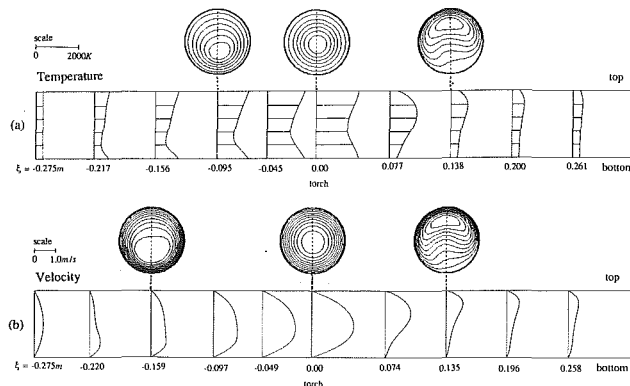 scale
0 2000K
Temperature top
(a)
ξ = -0.275m -0.217 -0.156 -0.095 -0.045 0.00 0.077 0.138 0.200 0.261 bottom
torch
scale
0 1.0m/s
Velocity top
(b)
ξ = -0.275m -0.220 -0.159 -0.097 -0.049 0.00 0.074 0.135 0.196 0.258 bottom
torch